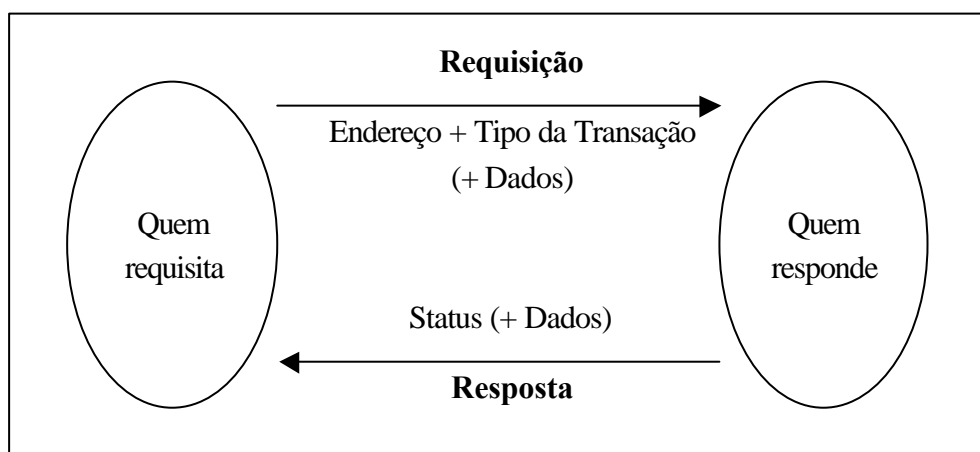 Requisição
Endereço + Tipo da Transação
(+ Dados)
Quem
requisita
Quem
responde
Status (+ Dados)
Resposta